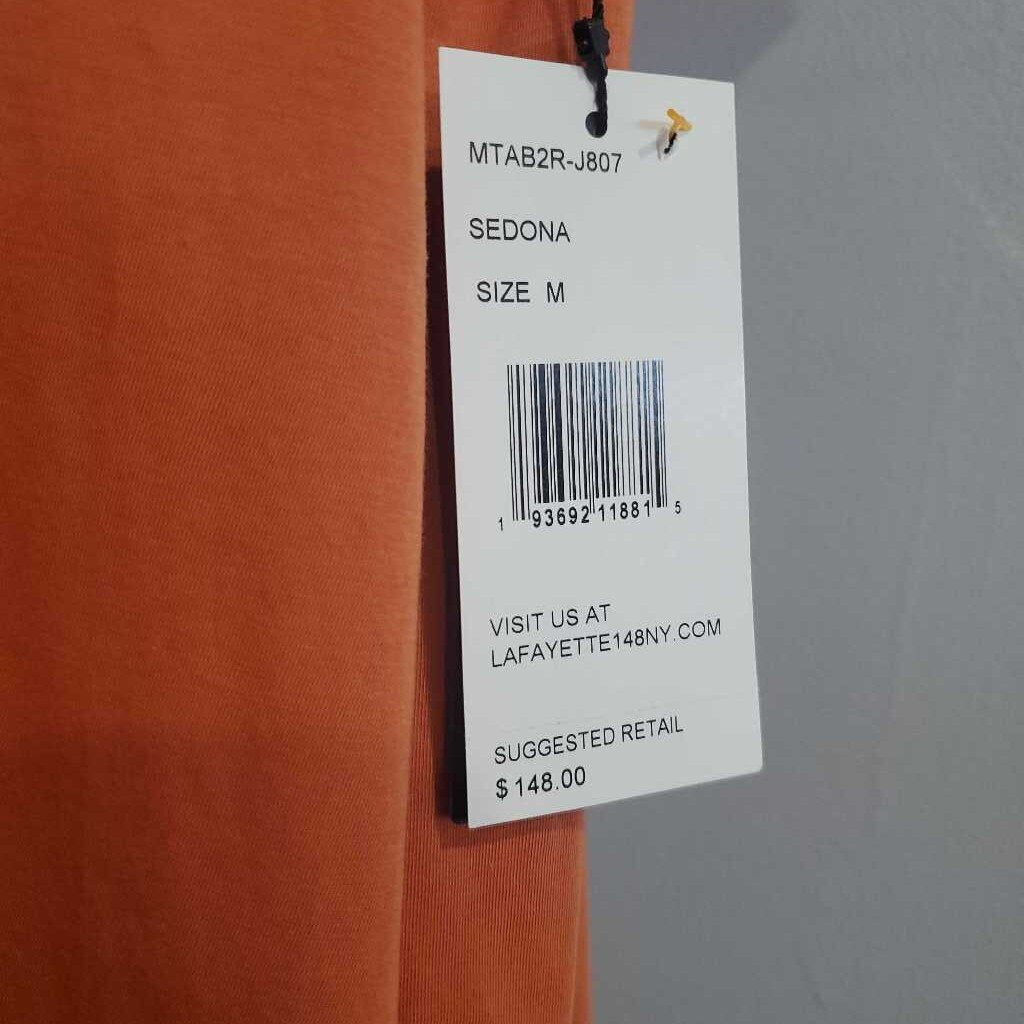 MTAB2R-J807
SEDONA
SIZE M
1 93692 11881 5
VISIT US AT
LAFAYETTE148NY.COM
SUGGESTED RETAIL
$148.00